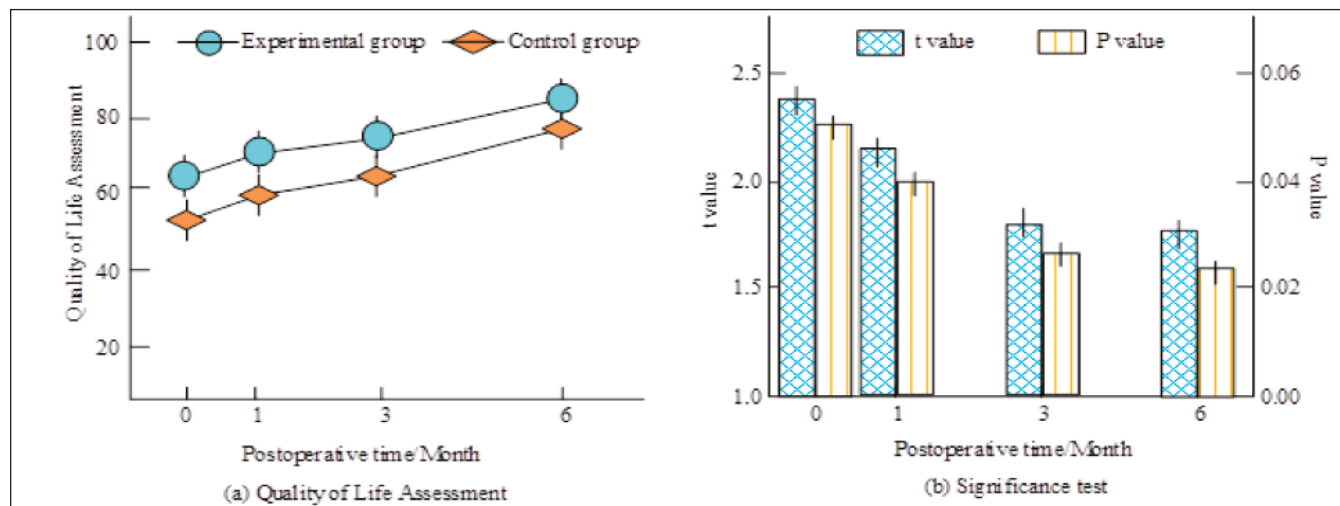 Experimental group Control group
100
80
60
40
20
Quality of Life Assessment
0 1 3 6
Postoperative time/Month
(a) Quality of Life Assessment
t value P value
2.5
2.0
1.5
1.0
t value
0.06
0.04
0.02
0.00
P value
0 1 3 6
Postoperative time/Month
(b) Significance test